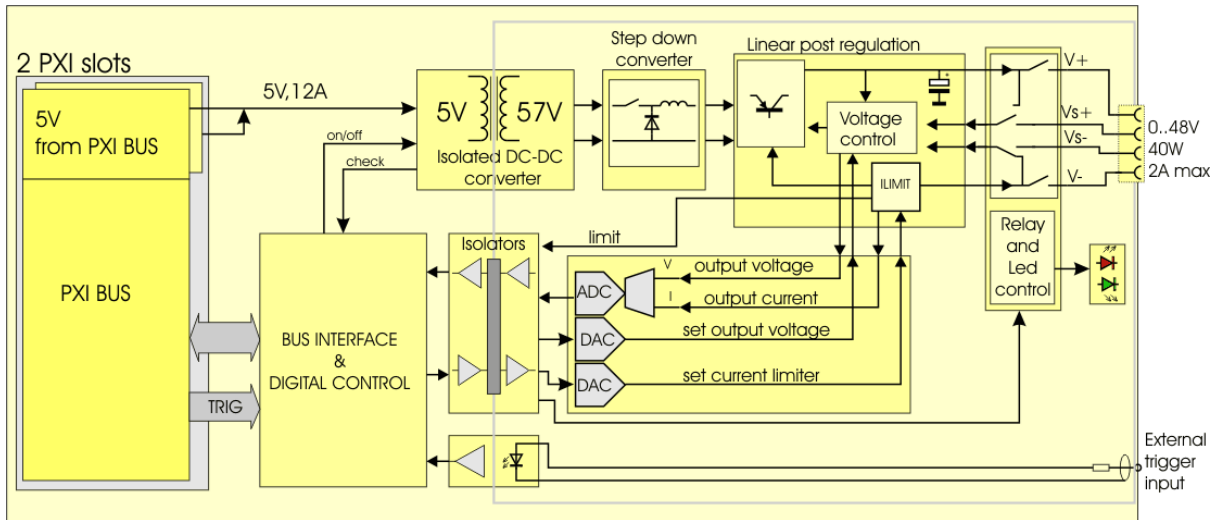 2 PXI slots
5V
from PXI BUS
PXI BUS
5V,12A
on/off
check
5V
57V
Isolated DC-DC
converter
Step down
converter
Linear post regulation
Voltage
control
ILIMIT
V+
Vs+
Vs-
V-
0..48V
40W
2A max
Relay
and
Led
control
BUS INTERFACE
&
DIGITAL CONTROL
TRIG
Isolators
limit
ADC
V
I
output voltage
output current
DAC
set output voltage
DAC
set current limiter
External
trigger
input
+